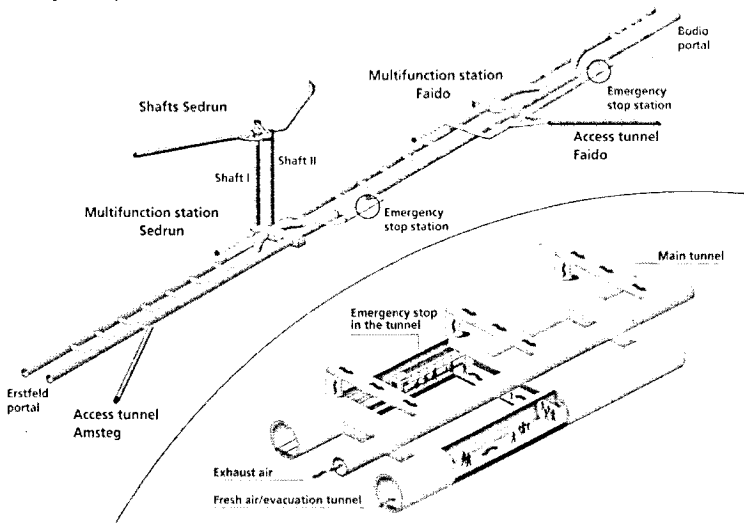 Bodio
portal
Multifunction station
Faido
Emergency
stop station
Shafts Sedrun
Access tunnel
Faido
Shaft I
Shaft II
Multifunction station
Sedrun
Emergency
stop station
Main tunnel
Emergency stop
in the tunnel
Erstfeld
portal
Access tunnel
Amsteg
Exhaust air
Fresh air/evacuation tunnel